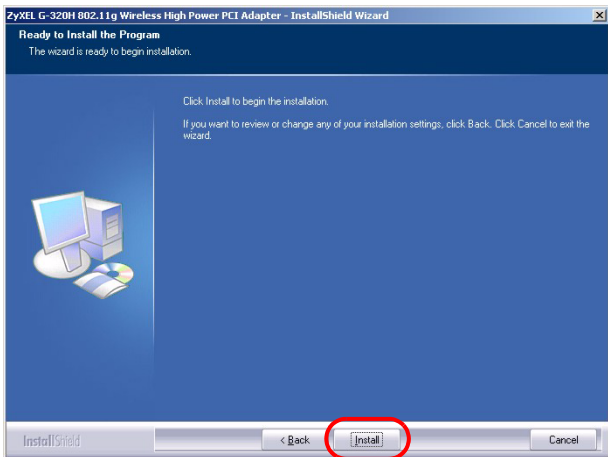 ZyXEL G-320H 802.11g Wireless High Power PCI Adapter - InstallShield Wizard
Ready to Install the Program
The wizard is ready to begin installation.
Click Install to begin the installation.
If you want to review or change any of your installation settings, click Back. Click Cancel to exit the
wizard.
InstallShield
< Back
Install
Cancel